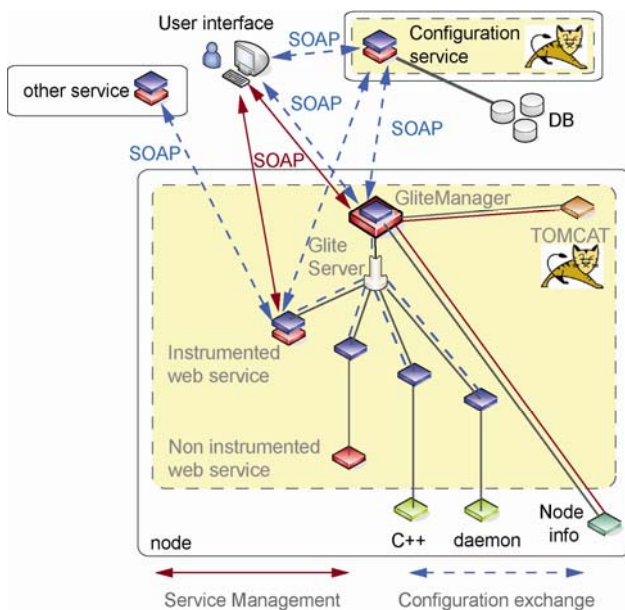 User interface
SOAP
Configuration
service
other service
DB
SOAP
SOAP
SOAP
SOAP
GliteManager
Glite
Server
TOMCAT
Instrumented
web service
Non instrumented
web service
node
C++
daemon
Node
info
Service Management
Configuration exchange